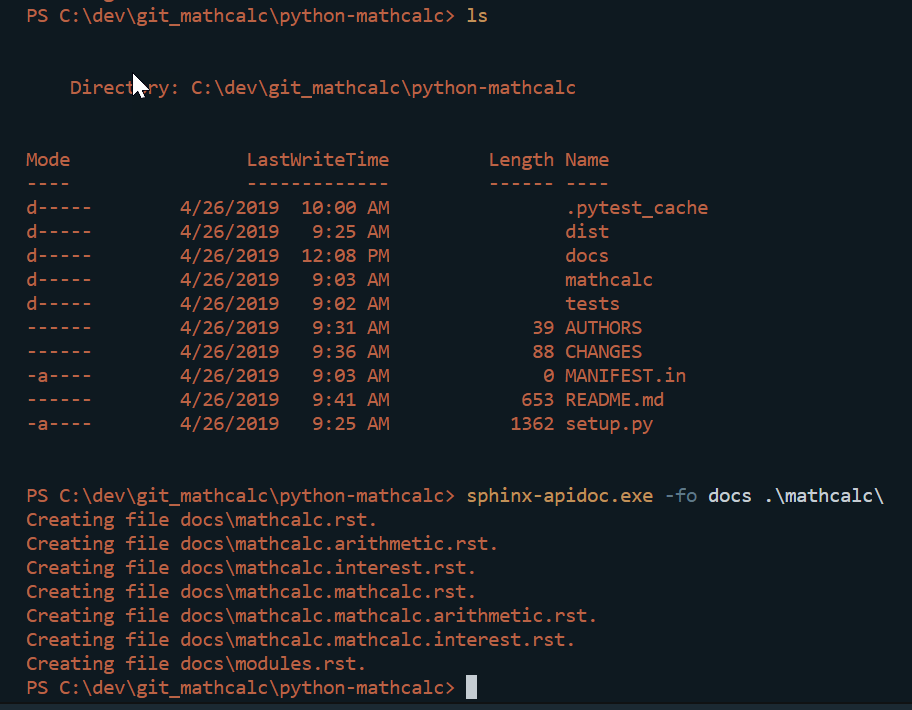 PS C:\dev\git_mathcalc\python-mathcalc> ls
Directory: C:\dev\git_mathcalc\python-mathcalc
Mode LastWriteTime Length Name
---- ------------- ------ ----
d----- 4/26/2019 10:00 AM .pytest_cache
d----- 4/26/2019 9:25 AM dist
d----- 4/26/2019 12:08 PM docs
d----- 4/26/2019 9:03 AM mathcalc
d----- 4/26/2019 9:02 AM tests
------ 4/26/2019 9:31 AM 39 AUTHORS
------ 4/26/2019 9:36 AM 88 CHANGES
-a---- 4/26/2019 9:03 AM 0 MANIFEST.in
------ 4/26/2019 9:41 AM 653 README.md
-a---- 4/26/2019 9:25 AM 1362 setup.py
PS C:\dev\git_mathcalc\python-mathcalc> sphinx-apidoc.exe -fo docs .\mathcalc\
Creating file docs\mathcalc.rst.
Creating file docs\mathcalc.arithmetic.rst.
Creating file docs\mathcalc.interest.rst.
Creating file docs\mathcalc.mathcalc.rst.
Creating file docs\mathcalc.mathcalc.arithmetic.rst.
Creating file docs\mathcalc.mathcalc.interest.rst.
Creating file docs\modules.rst.
PS C:\dev\git_mathcalc\python-mathcalc>